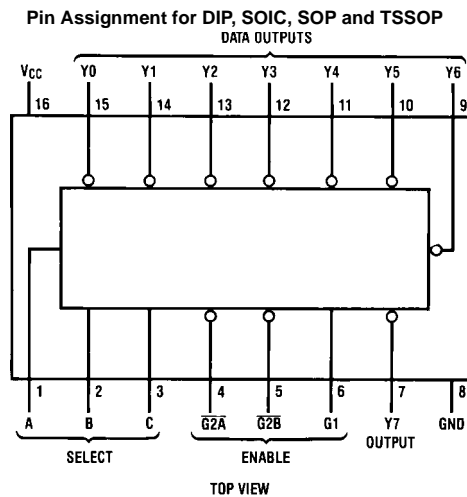 Pin Assignment for DIP, SOIC, SOP and TSSOP
DATA OUTPUTS
VCC Y0 Y1 Y2 Y3 Y4 Y5 Y6
16 15 14 13 12 11 10 9
1 2 3 4 5 6 7 8
A B C G2A G2B G1 Y7 GND
OUTPUT
SELECT ENABLE
TOP VIEW